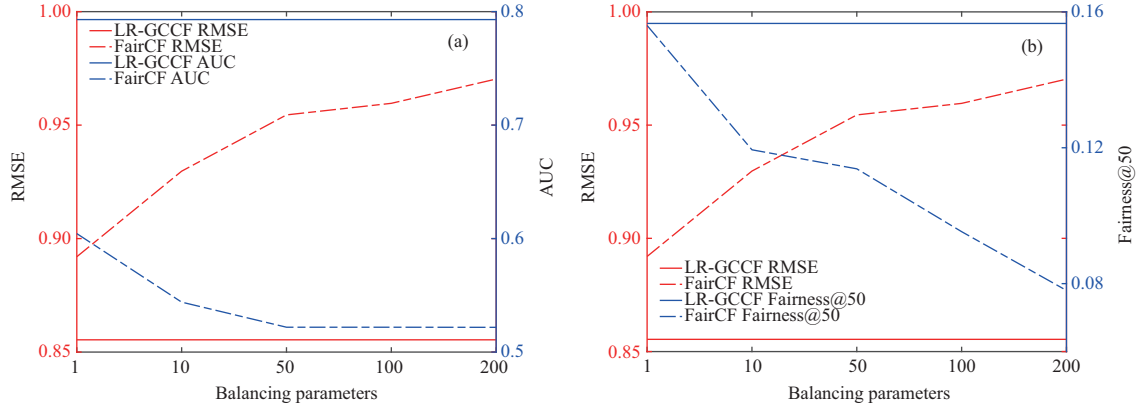 1.00
0.95
0.90
0.85
RMSE
LR-GCCF RMSE
FairCF RMSE
LR-GCCF AUC
FairCF AUC
(a)
0.8
0.7
0.6
0.5
AUC
1 10 50 100 200
Balancing parameters
1.00
0.95
0.90
0.85
RMSE
(b)
LR-GCCF RMSE
FairCF RMSE
LR-GCCF Fairness@50
FairCF Fairness@50
0.16
0.12
0.08
Fairness@50
1 10 50 100 200
Balancing parameters